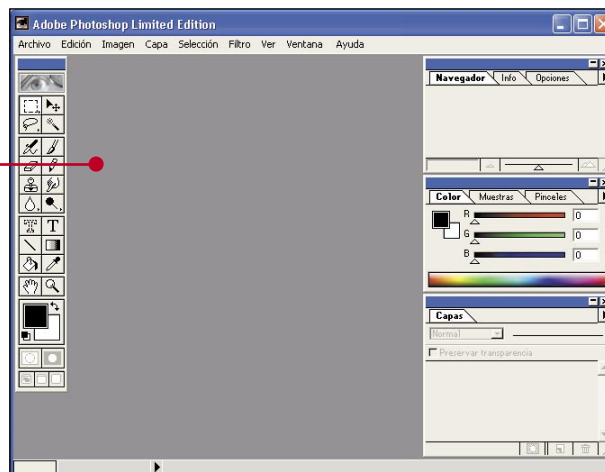 Adobe Photoshop Limited Edition
Archivo Edición Imagen Capa Selección Filtro Ver Ventana Ayuda
Navegador Info Opciones
T
Color Muestras Pinceles
R 0
G 0
B 0
Capas
Normal
Preservar transparencia